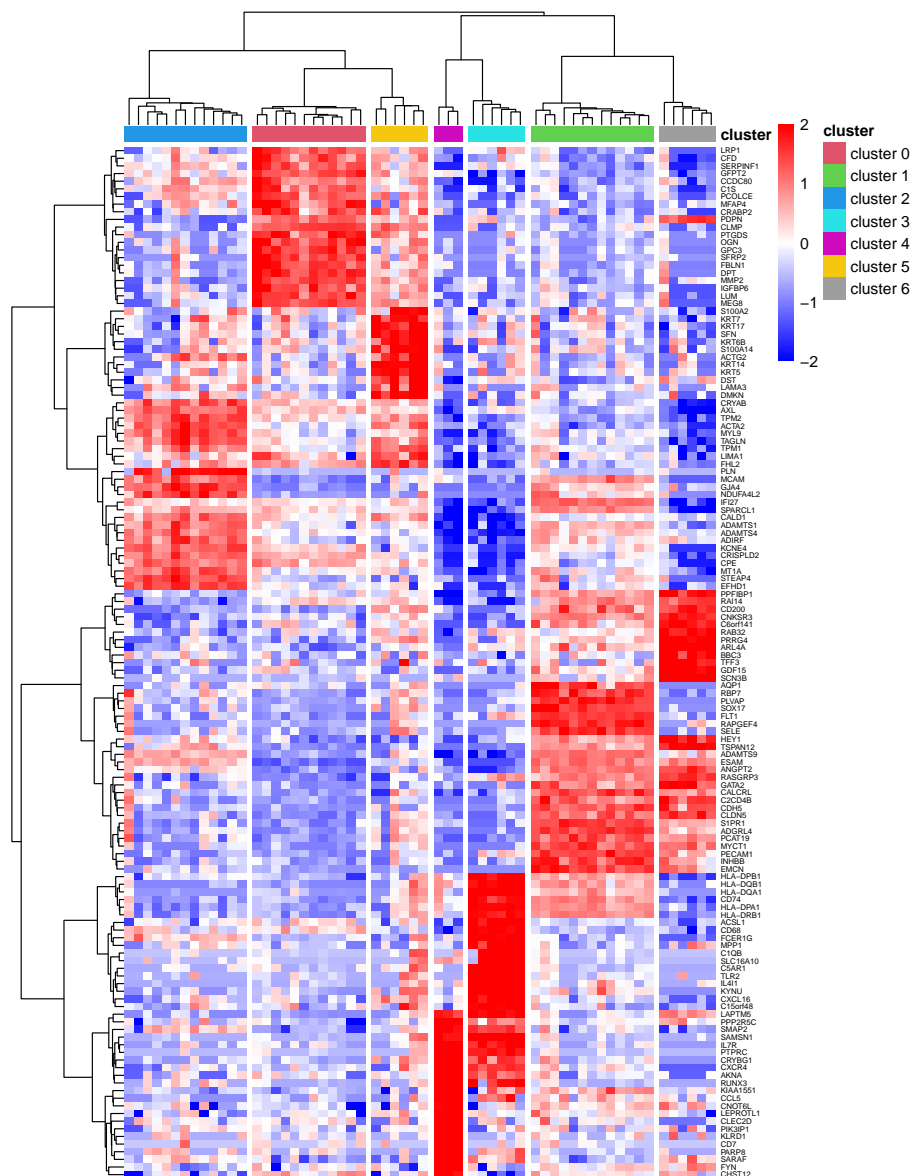 cluster
2
1
0
−1
−2
cluster
cluster 0
cluster 1
cluster 2
cluster 3
cluster 4
cluster 5
cluster 6
LRP1
CFD
SERPINF1
GFPT2
CCDC80
C1S
PCOLCE
MFAP4
CRABP2
PDPN
CLMP
PTGDS
OGN
GPC3
SFRP2
FBLN1
DPT
MMP2
IGFBP6
LUM
MEG8
S100A2
KRT7
KRT17
SFN
KRT6B
S100A14
ACTG2
KRT14
KRT5
DST
LAMA3
DMKN
CRYAB
AXL
TPM2
ACTA2
MYL9
TAGLN
TPM1
LIMA1
FHL2
PLN
MCAM
GJA4
NDUFA4L2
IFI27
SPARCL1
CALD1
ADAMTS1
ADAMTS4
ADIRF
KCNE4
CRISPLD2
CPE
MT1A
STEAP4
EFHD1
PPFIBP1
RAI14
CD200
CNKSR3
C6orf141
RAB32
PRRG4
ARL4A
BBC3
TFF3
GDF15
SCN3B
AQP1
RBP7
PLVAP
SOX17
FLT1
RAPGEF4
SELE
HEY1
TSPAN12
ADAMTS9
ESAM
ANGPT2
RASGRP3
GATA2
CALCRL
C2CD4B
CDH5
CLDN5
S1PR1
ADGRL4
PCAT19
MYCT1
PECAM1
INHBB
EMCN
HLA−DPB1
HLA−DQB1
HLA−DQA1
CD74
HLA−DPA1
HLA−DRB1
ACSL1
CD68
FCER1G
MPP1
C1QB
SLC16A10
C5AR1
TLR2
IL4I1
KYNU
CXCL16
C15orf48
LAPTM5
PPP2R5C
SMAP2
SAMSN1
IL7R
PTPRC
CRYBG1
CXCR4
AKNA
RUNX3
KIAA1551
CCL5
CNOT6L
LEPROTL1
CLEC2D
PIK3IP1
KLRD1
CD7
PARP8
SARAF
FYN
CHST12